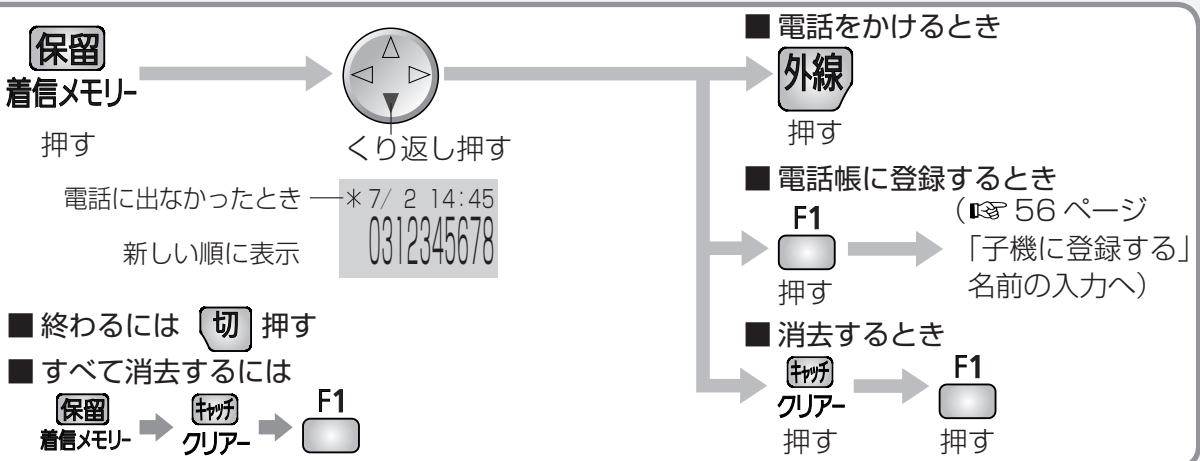 保留
着信メモリー
押す
くり返し押す
電話に出なかったとき
＊7/ 2 14:45
0312345678
新しい順に表示
■ 終わるには 切 押す
■ すべて消去するには
保留
着信メモリー
キャッチ
クリアー
F1
■ 電話をかけるとき
外線
押す
■ 電話帳に登録するとき
F1
押す
（☞ 56 ページ
「子機に登録する」
名前の入力へ）
■ 消去するとき
キャッチ
クリアー
押す
F1
押す